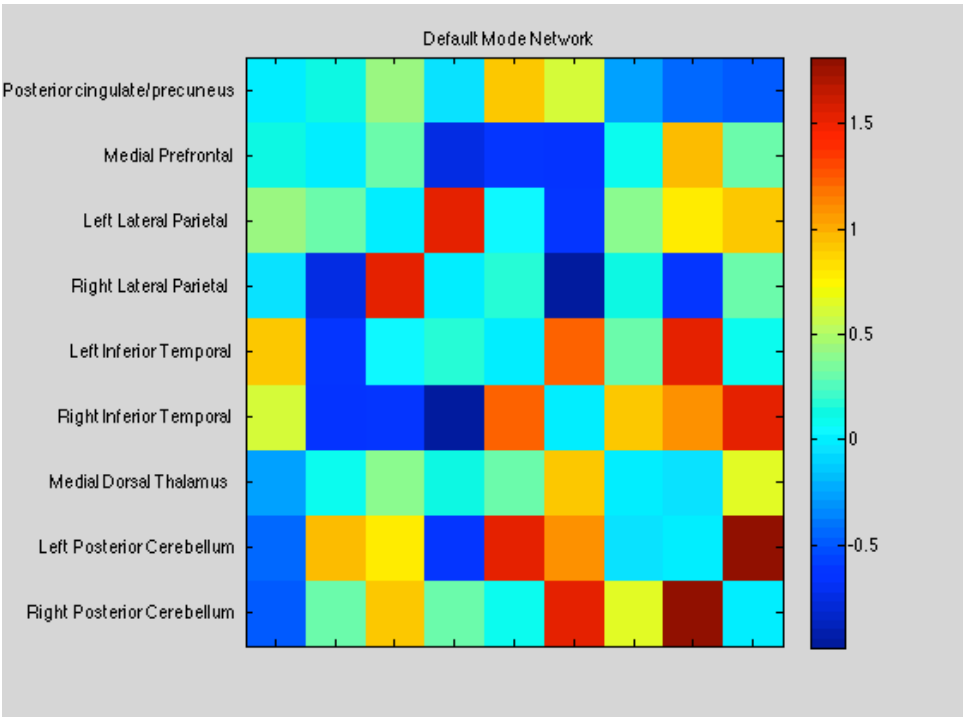 Default Mode Network
Posterior cingulate/precuneus
Medial Prefrontal
Left Lateral Parietal
Right Lateral Parietal
Left Inferior Temporal
Right Inferior Temporal
Medial Dorsal Thalamus
Left Posterior Cerebellum
Right Posterior Cerebellum
1.5
1
0.5
0
-0.5